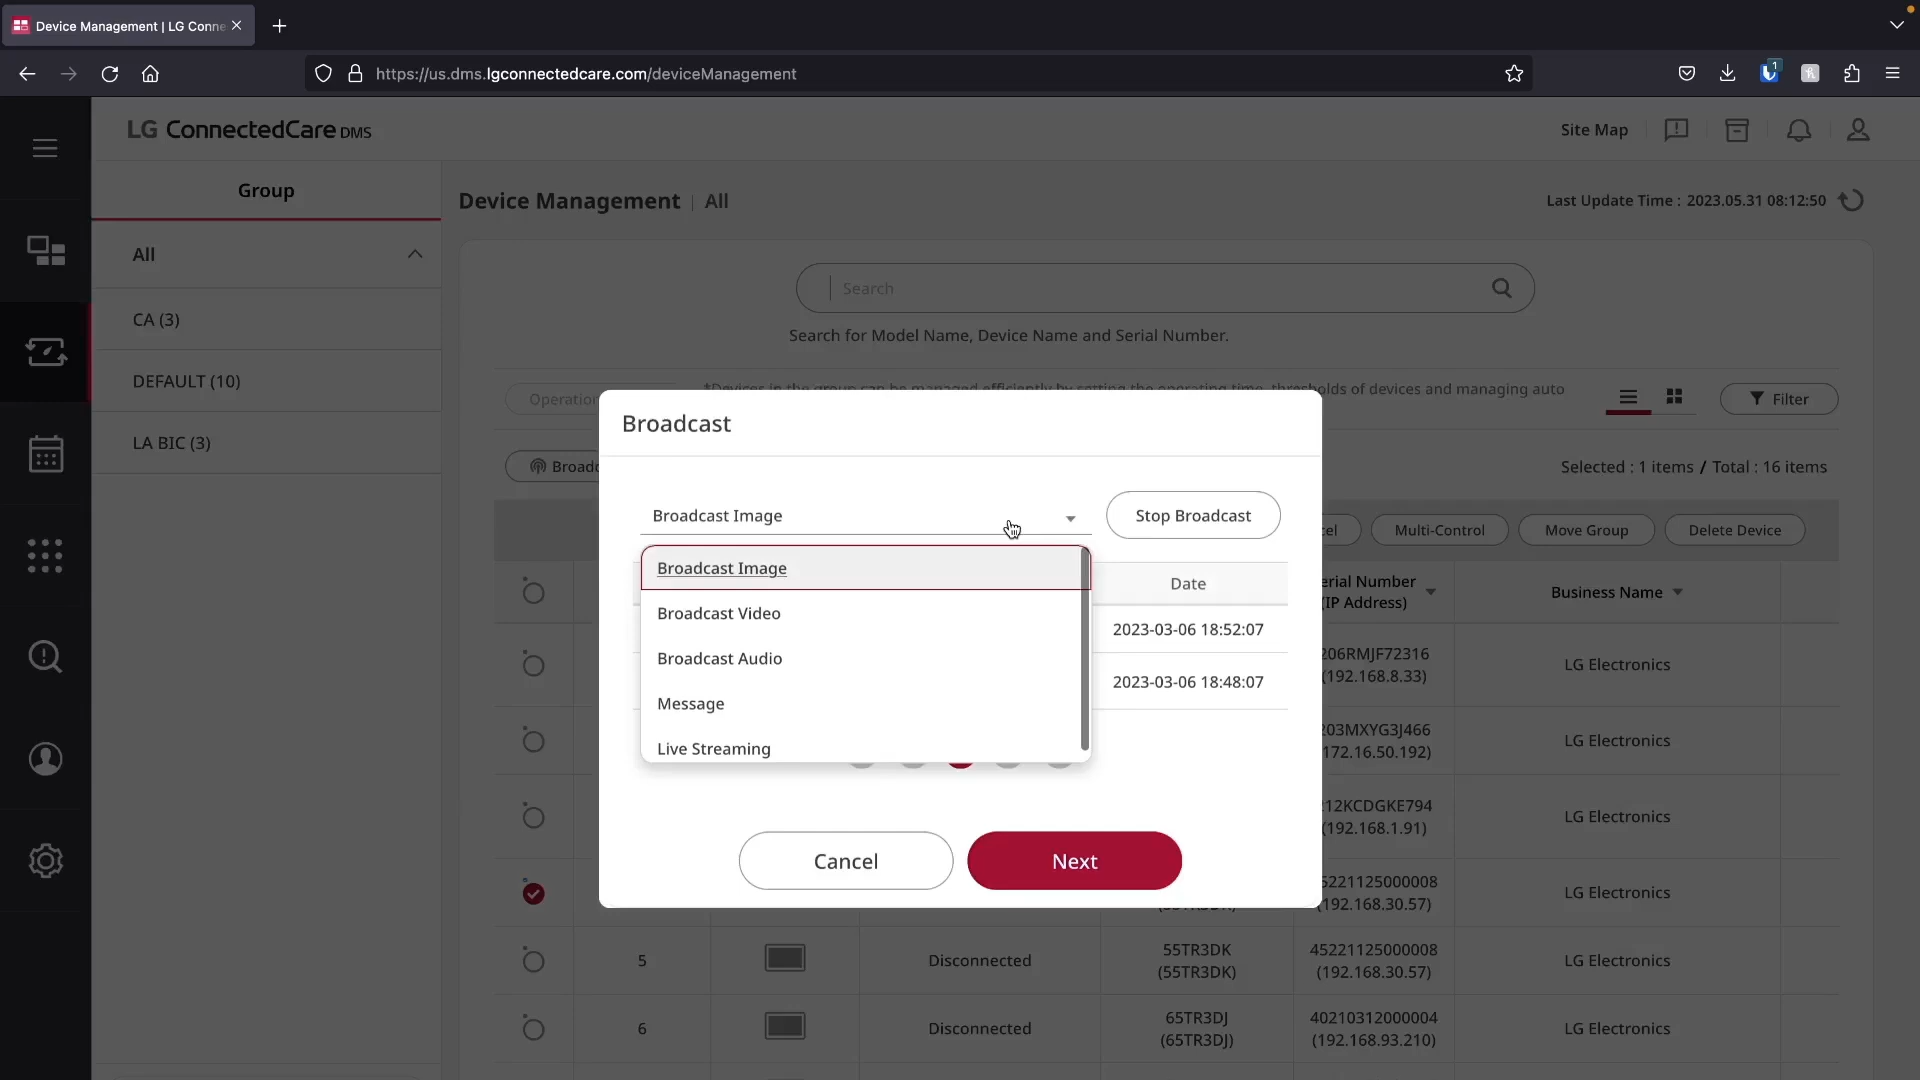 Device Management | LG Conne
https://us.dms.lgconnectedcare.com/deviceManagement
1
LG ConnectedCare DMS
Site Map
Group
Device Management | All
Last Update Time : 2023.05.31 08:12:50
All
CA (3)
DEFAULT (10)
LA BIC (3)
Search
Search for Model Name, Device Name and Serial Number.
*Devices in the group can be managed efficiently by setting the operating time, thresholds of devices and managing auto
Operation
Filter
Broadc
Selected : 1 items / Total : 16 items
Broadcast
Broadcast Image
Stop Broadcast
cel
Multi-Control
Move Group
Delete Device
Broadcast Image
Broadcast Video
Broadcast Audio
Message
Live Streaming
Date
2023-03-06 18:52:07
2023-03-06 18:48:07
Cancel
Next
erial Number
(IP Address)
Business Name
206RMJF72316
(192.168.8.33)
LG Electronics
203MXYG3J466
172.16.50.192)
LG Electronics
12KCDGKE794
(192.168.1.91)
LG Electronics
5221125000008
(192.168.30.57)
LG Electronics
5
Disconnected
55TR3DK
(55TR3DK)
45221125000008
(192.168.30.57)
LG Electronics
6
Disconnected
65TR3DJ
(65TR3DJ)
40210312000004
(192.168.93.210)
LG Electronics